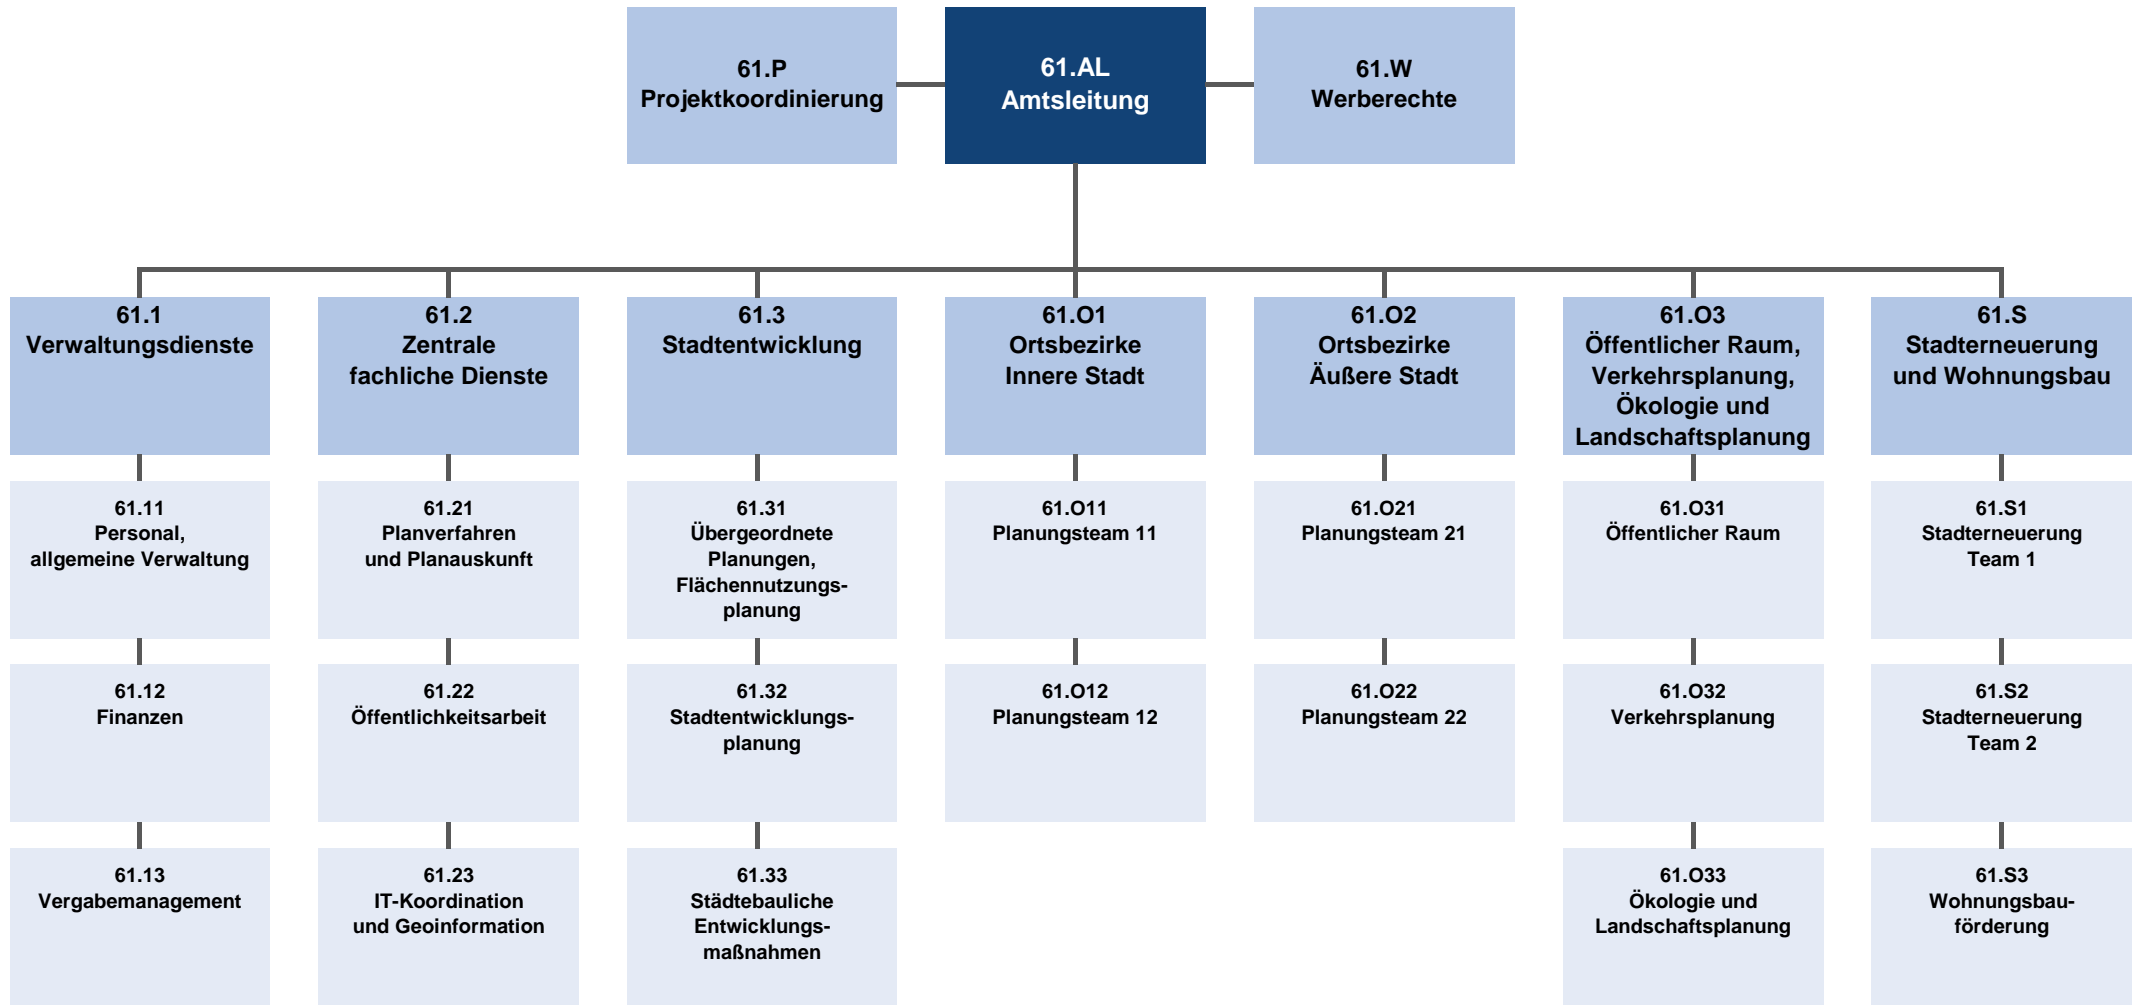 61.P
Projektkoordinierung
61.AL
Amtsleitung
61.W
Werberechte
61.1
Verwaltungsdienste
61.2
Zentrale
fachliche Dienste
61.3
Stadtentwicklung
61.O1
Ortsbezirke
Innere Stadt
61.O2
Ortsbezirke
Äußere Stadt
61.O3
Öffentlicher Raum,
Verkehrsplanung,
Ökologie und
Landschaftsplanung
61.S
Stadterneuerung
und Wohnungsbau
61.11
Personal,
allgemeine Verwaltung
61.21
Planverfahren
und Planauskunft
61.31
Übergeordnete
Planungen,
Flächennutzungs-
planung
61.O11
Planungsteam 11
61.O21
Planungsteam 21
61.O31
Öffentlicher Raum
61.S1
Stadterneuerung
Team 1
61.12
Finanzen
61.22
Öffentlichkeitsarbeit
61.32
Stadtentwicklungs-
planung
61.O12
Planungsteam 12
61.O22
Planungsteam 22
61.O32
Verkehrsplanung
61.S2
Stadterneuerung
Team 2
61.13
Vergabemanagement
61.23
IT-Koordination
und Geoinformation
61.33
Städtebauliche
Entwicklungs-
maßnahmen
61.O33
Ökologie und
Landschaftsplanung
61.S3
Wohnungsbau-
förderung